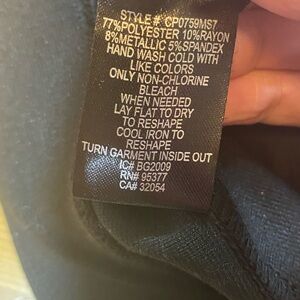 STYLE # CP0759MS7
77%POLYESTER 10%RAYON
8%METALLIC 5%SPANDEX
HAND WASH COLD WITH
LIKE COLORS
ONLY NON-CHLORINE
BLEACH
WHEN NEEDED
LAY FLAT TO DRY
TO RESHAPE
COOL IRON TO
RESHAPE
TURN GARMENT INSIDE OUT
IC# BG2009
RN# 95377
CA# 32054